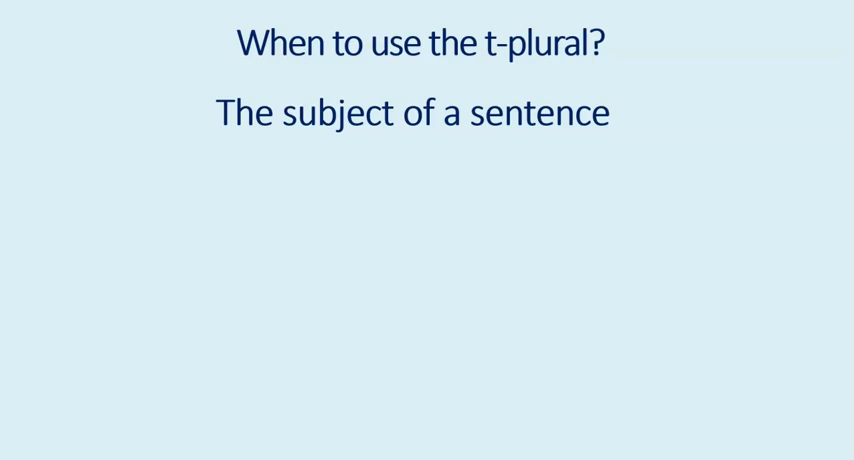 When to use the t-plural?
The subject of a sentence